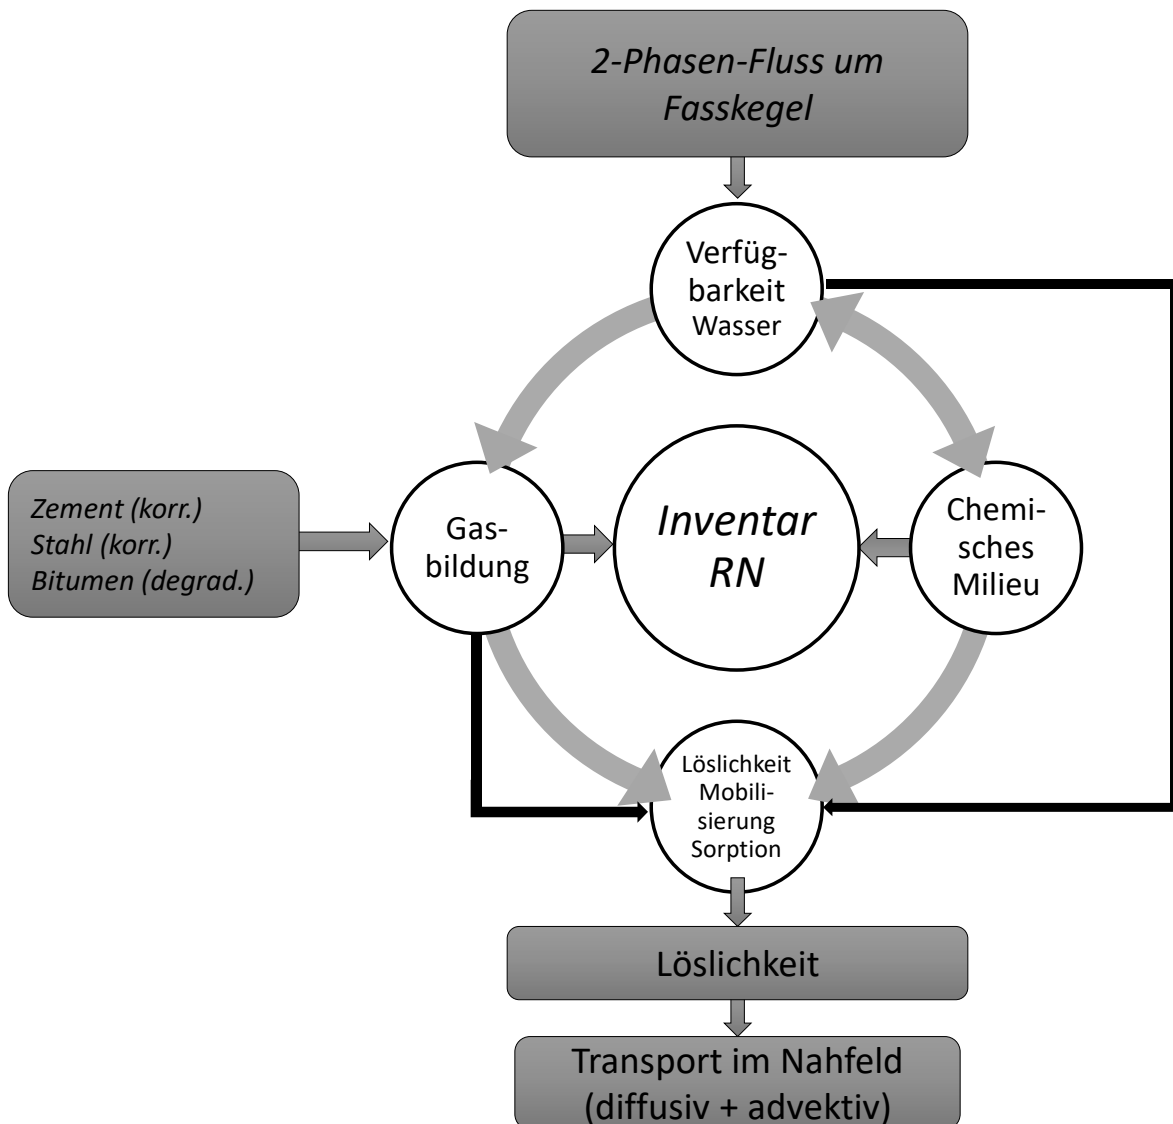 2-Phasen-Fluss um
Fasskegel
Verfüg-
barkeit
Wasser
Zement (korr.)
Stahl (korr.)
Bitumen (degrad.)
Gas-
bildung
Inventar
RN
Chemi-
sches
Milieu
Löslichkeit
Mobili-
sierung
Sorption
Löslichkeit
Transport im Nahfeld
(diffusiv + advektiv)